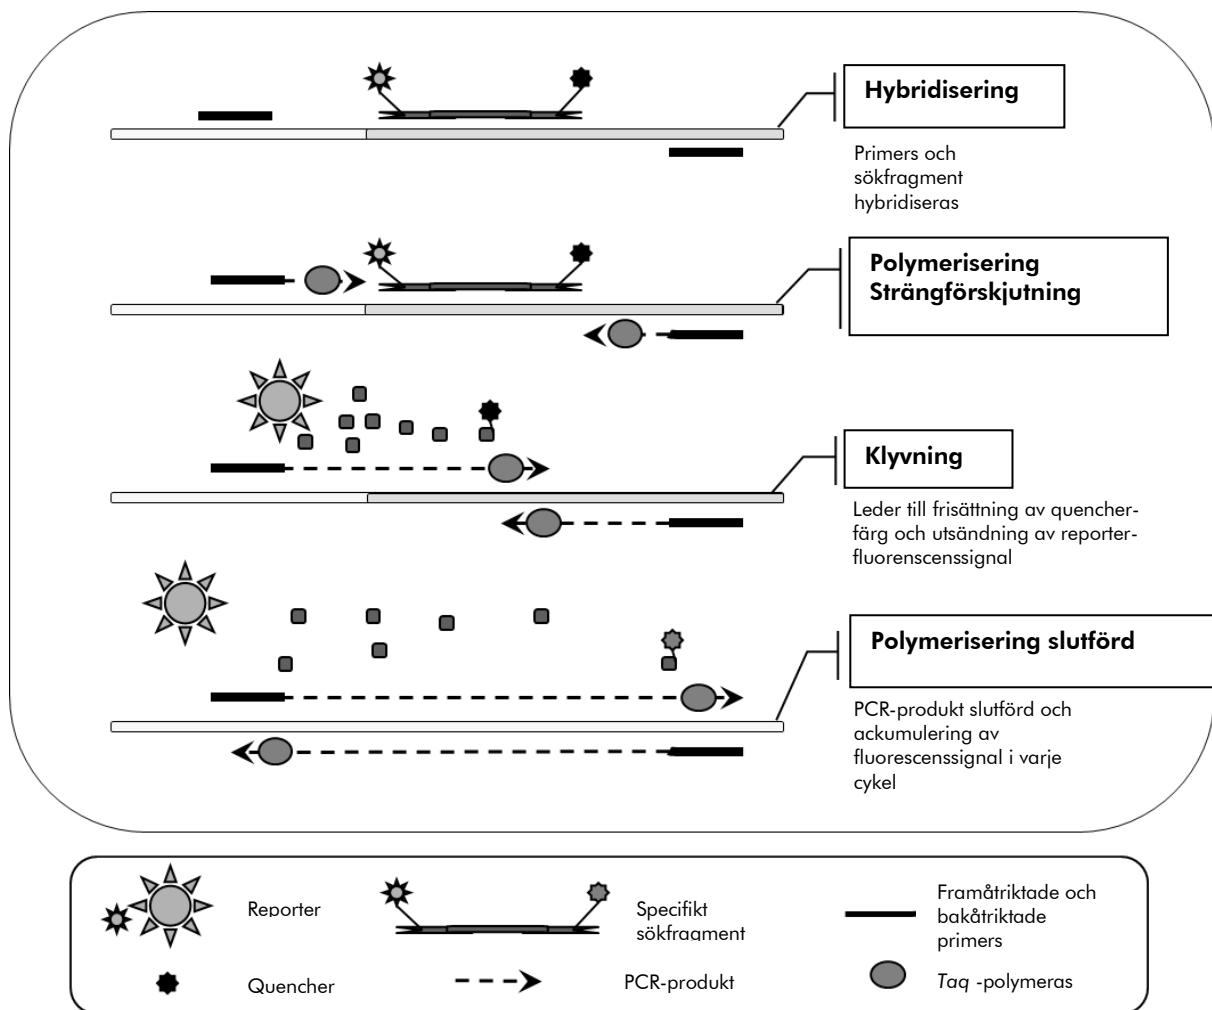 Hybridisering
Primers och
sökfragment
hybridiseras
Polymerisering
Strängförskjutning
Klyvning
Leder till frisättning av quencher-
färg och utsändning av reporter-
fluorenscenssignal
Polymerisering slutförd
PCR-produkt slutförd och
ackumulering av
fluorescenssignal i varje
cykel
Reporter
Specifikt
sökfragment
Framåtriktade och
bakåtriktade
primers
Quencher
PCR-produkt
Taq -polymeras